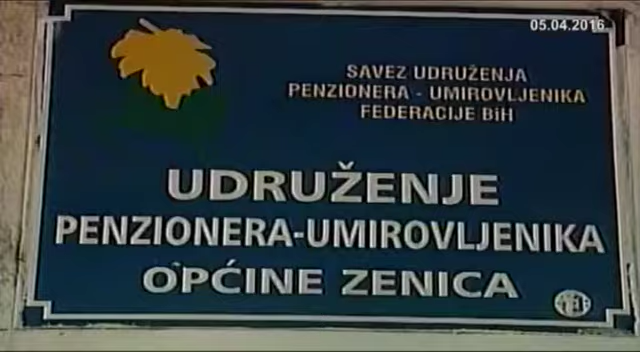 05.04.2016
SAVEZ UDRUŽENJA
PENZIONERA - UMIROVLJENIKA
FEDERACIJE BiH
UDRUŽENJE
PENZIONERA-UMIROVLJENIKA
OPĆINE ZENICA